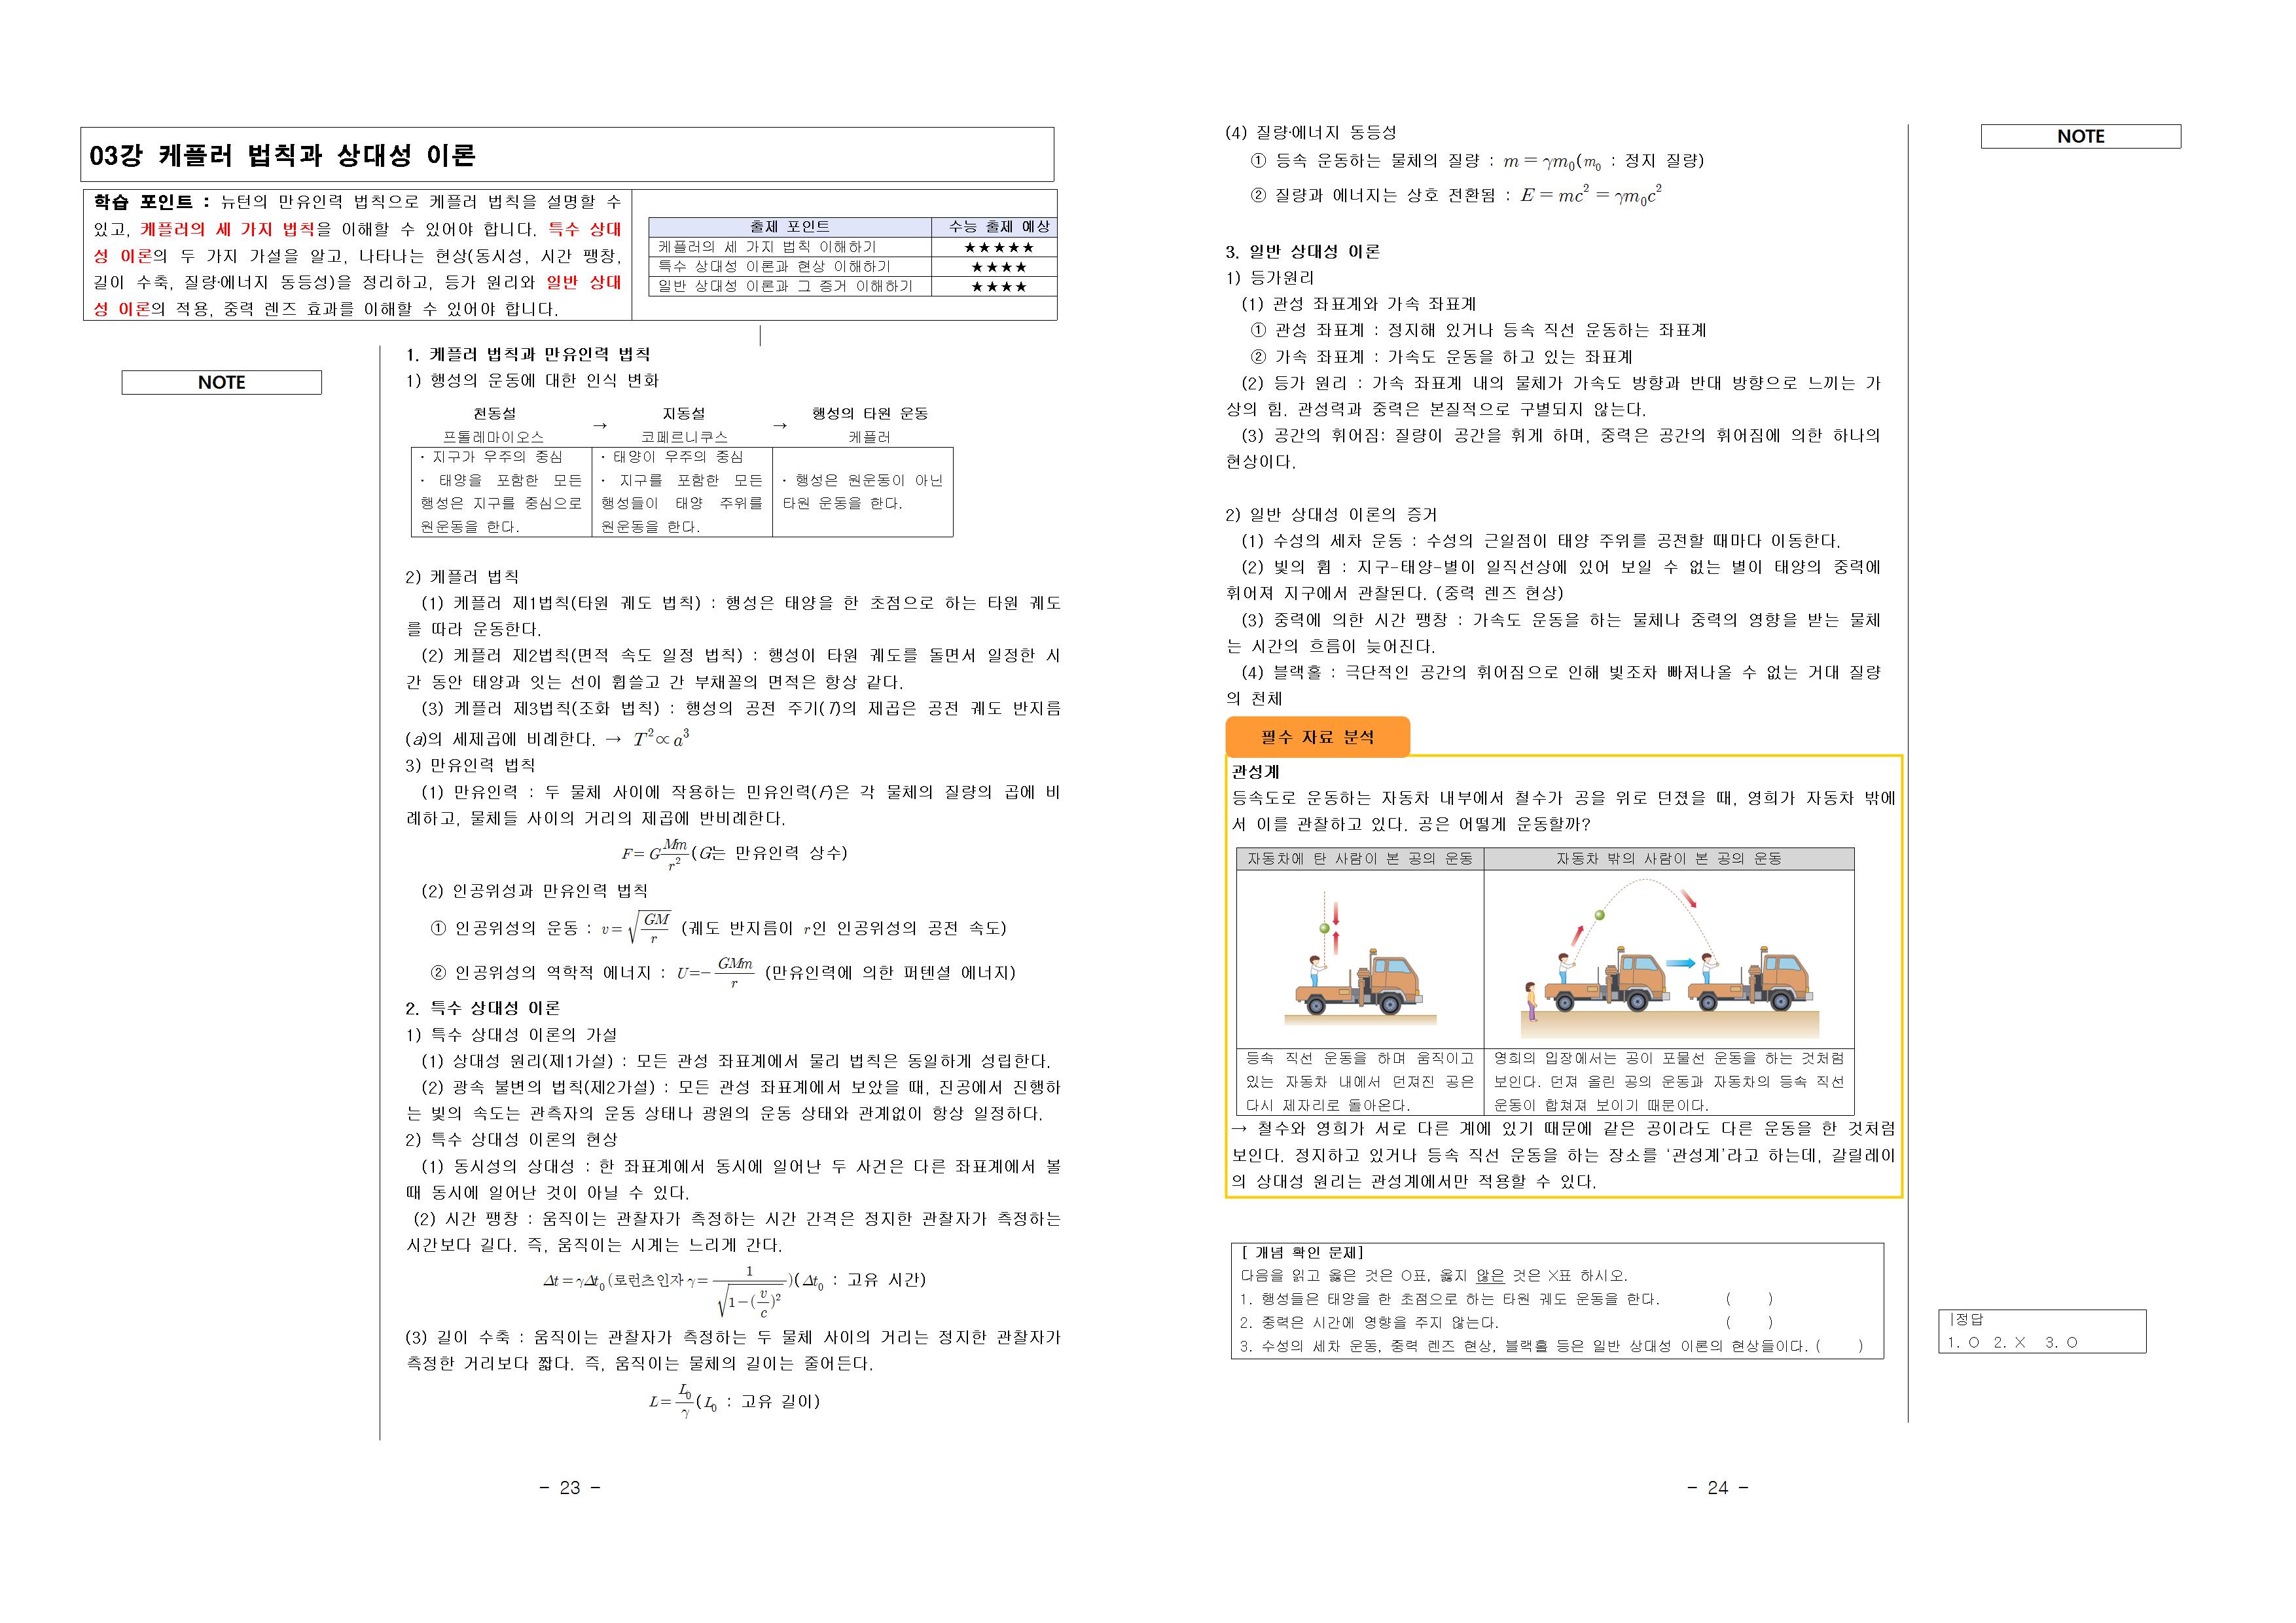 03강 케플러 법칙과 상대성 이론
학습 포인트 : 뉴턴의 만유인력 법칙으로 케플러 법칙을 설명할 수
있고, 케플러의 세 가지 법칙을 이해할 수 있어야 합니다. 특수 상대
성 이론의 두 가지 가설을 알고, 나타나는 현상(동시성, 시간 팽창,
길이 수축, 질량·에너지 동등성)을 정리하고, 등가 원리와 일반 상대
성 이론의 적용, 중력 렌즈 효과를 이해할 수 있어야 합니다.
출제 포인트 수능 출제 예상
케플러의 세 가지 법칙 이해하기 ★★★★★
특수 상대성 이론과 현상 이해하기 ★★★★
일반 상대성 이론과 그 증거 이해하기 ★★★★
NOTE
1. 케플러 법칙과 만유인력 법칙
1) 행성의 운동에 대한 인식 변화
천동설 → 지동설 → 행성의 타원 운동
프톨레마이오스 코페르니쿠스 케플러
· 지구가 우주의 중심
· 태양을 포함한 모든
행성은 지구를 중심으로
원운동을 한다.
· 태양이 우주의 중심
· 지구를 포함한 모든
행성들이 태양 주위를
원운동을 한다.
· 행성은 원운동이 아닌
타원 운동을 한다.
2) 케플러 법칙
(1) 케플러 제1법칙(타원 궤도 법칙) : 행성은 태양을 한 초점으로 하는 타원 궤도
를 따라 운동한다.
(2) 케플러 제2법칙(면적 속도 일정 법칙) : 행성이 타원 궤도를 돌면서 일정한 시
간 동안 태양과 잇는 선이 휩쓸고 간 부채꼴의 면적은 항상 같다.
(3) 케플러 제3법칙(조화 법칙) : 행성의 공전 주기(T)의 제곱은 공전 궤도 반지름
(a)의 세제곱에 비례한다. → T²∝a³
3) 만유인력 법칙
(1) 만유인력 : 두 물체 사이에 작용하는 민유인력(F)은 각 물체의 질량의 곱에 비
례하고, 물체들 사이의 거리의 제곱에 반비례한다.
F=G Mm/r² (G는 만유인력 상수)
(2) 인공위성과 만유인력 법칙
① 인공위성의 운동 : v=√(GM/r) (궤도 반지름이 r인 인공위성의 공전 속도)
② 인공위성의 역학적 에너지 : U=-GMm/r (만유인력에 의한 퍼텐셜 에너지)
2. 특수 상대성 이론
1) 특수 상대성 이론의 가설
(1) 상대성 원리(제1가설) : 모든 관성 좌표계에서 물리 법칙은 동일하게 성립한다.
(2) 광속 불변의 법칙(제2가설) : 모든 관성 좌표계에서 보았을 때, 진공에서 진행하
는 빛의 속도는 관측자의 운동 상태나 광원의 운동 상태와 관계없이 항상 일정하다.
2) 특수 상대성 이론의 현상
(1) 동시성의 상대성 : 한 좌표계에서 동시에 일어난 두 사건은 다른 좌표계에서 볼
때 동시에 일어난 것이 아닐 수 있다.
(2) 시간 팽창 : 움직이는 관찰자가 측정하는 시간 간격은 정지한 관찰자가 측정하는
시간보다 길다. 즉, 움직이는 시계는 느리게 간다.
Δt=γΔt₀(로런츠인자 γ=1/√(1-(v/c)²))(Δt₀ : 고유 시간)
(3) 길이 수축 : 움직이는 관찰자가 측정하는 두 물체 사이의 거리는 정지한 관찰자가
측정한 거리보다 짧다. 즉, 움직이는 물체의 길이는 줄어든다.
L=L₀/γ (L₀ : 고유 길이)
- 23 -
(4) 질량·에너지 동등성
① 등속 운동하는 물체의 질량 : m=γm₀(m₀ : 정지 질량)
② 질량과 에너지는 상호 전환됨 : E=mc²=γm₀c²
3. 일반 상대성 이론
1) 등가원리
(1) 관성 좌표계와 가속 좌표계
① 관성 좌표계 : 정지해 있거나 등속 직선 운동하는 좌표계
② 가속 좌표계 : 가속도 운동을 하고 있는 좌표계
(2) 등가 원리 : 가속 좌표계 내의 물체가 가속도 방향과 반대 방향으로 느끼는 가
상의 힘. 관성력과 중력은 본질적으로 구별되지 않는다.
(3) 공간의 휘어짐: 질량이 공간을 휘게 하며, 중력은 공간의 휘어짐에 의한 하나의
현상이다.
2) 일반 상대성 이론의 증거
(1) 수성의 세차 운동 : 수성의 근일점이 태양 주위를 공전할 때마다 이동한다.
(2) 빛의 휨 : 지구-태양-별이 일직선상에 있어 보일 수 없는 별이 태양의 중력에
휘어져 지구에서 관찰된다. (중력 렌즈 현상)
(3) 중력에 의한 시간 팽창 : 가속도 운동을 하는 물체나 중력의 영향을 받는 물체
는 시간의 흐름이 늦어진다.
(4) 블랙홀 : 극단적인 공간의 휘어짐으로 인해 빛조차 빠져나올 수 없는 거대 질량
의 천체
필수 자료 분석
관성계
등속도로 운동하는 자동차 내부에서 철수가 공을 위로 던졌을 때, 영희가 자동차 밖에
서 이를 관찰하고 있다. 공은 어떻게 운동할까?
자동차에 탄 사람이 본 공의 운동 자동차 밖의 사람이 본 공의 운동
등속 직선 운동을 하며 움직이고
있는 자동차 내에서 던져진 공은
다시 제자리로 돌아온다.
영희의 입장에서는 공이 포물선 운동을 하는 것처럼
보인다. 던져 올린 공의 운동과 자동차의 등속 직선
운동이 합쳐져 보이기 때문이다.
→ 철수와 영희가 서로 다른 계에 있기 때문에 같은 공이라도 다른 운동을 한 것처럼
보인다. 정지하고 있거나 등속 직선 운동을 하는 장소를 ‘관성계’라고 하는데, 갈릴레이
의 상대성 원리는 관성계에서만 적용할 수 있다.
[ 개념 확인 문제]
다음을 읽고 옳은 것은 O표, 옳지 않은 것은 X표 하시오.
1. 행성들은 태양을 한 초점으로 하는 타원 궤도 운동을 한다. ( )
2. 중력은 시간에 영향을 주지 않는다. ( )
3. 수성의 세차 운동, 중력 렌즈 현상, 블랙홀 등은 일반 상대성 이론의 현상들이다. ( )
NOTE
|정답
1. O 2. X 3. O
- 24 -